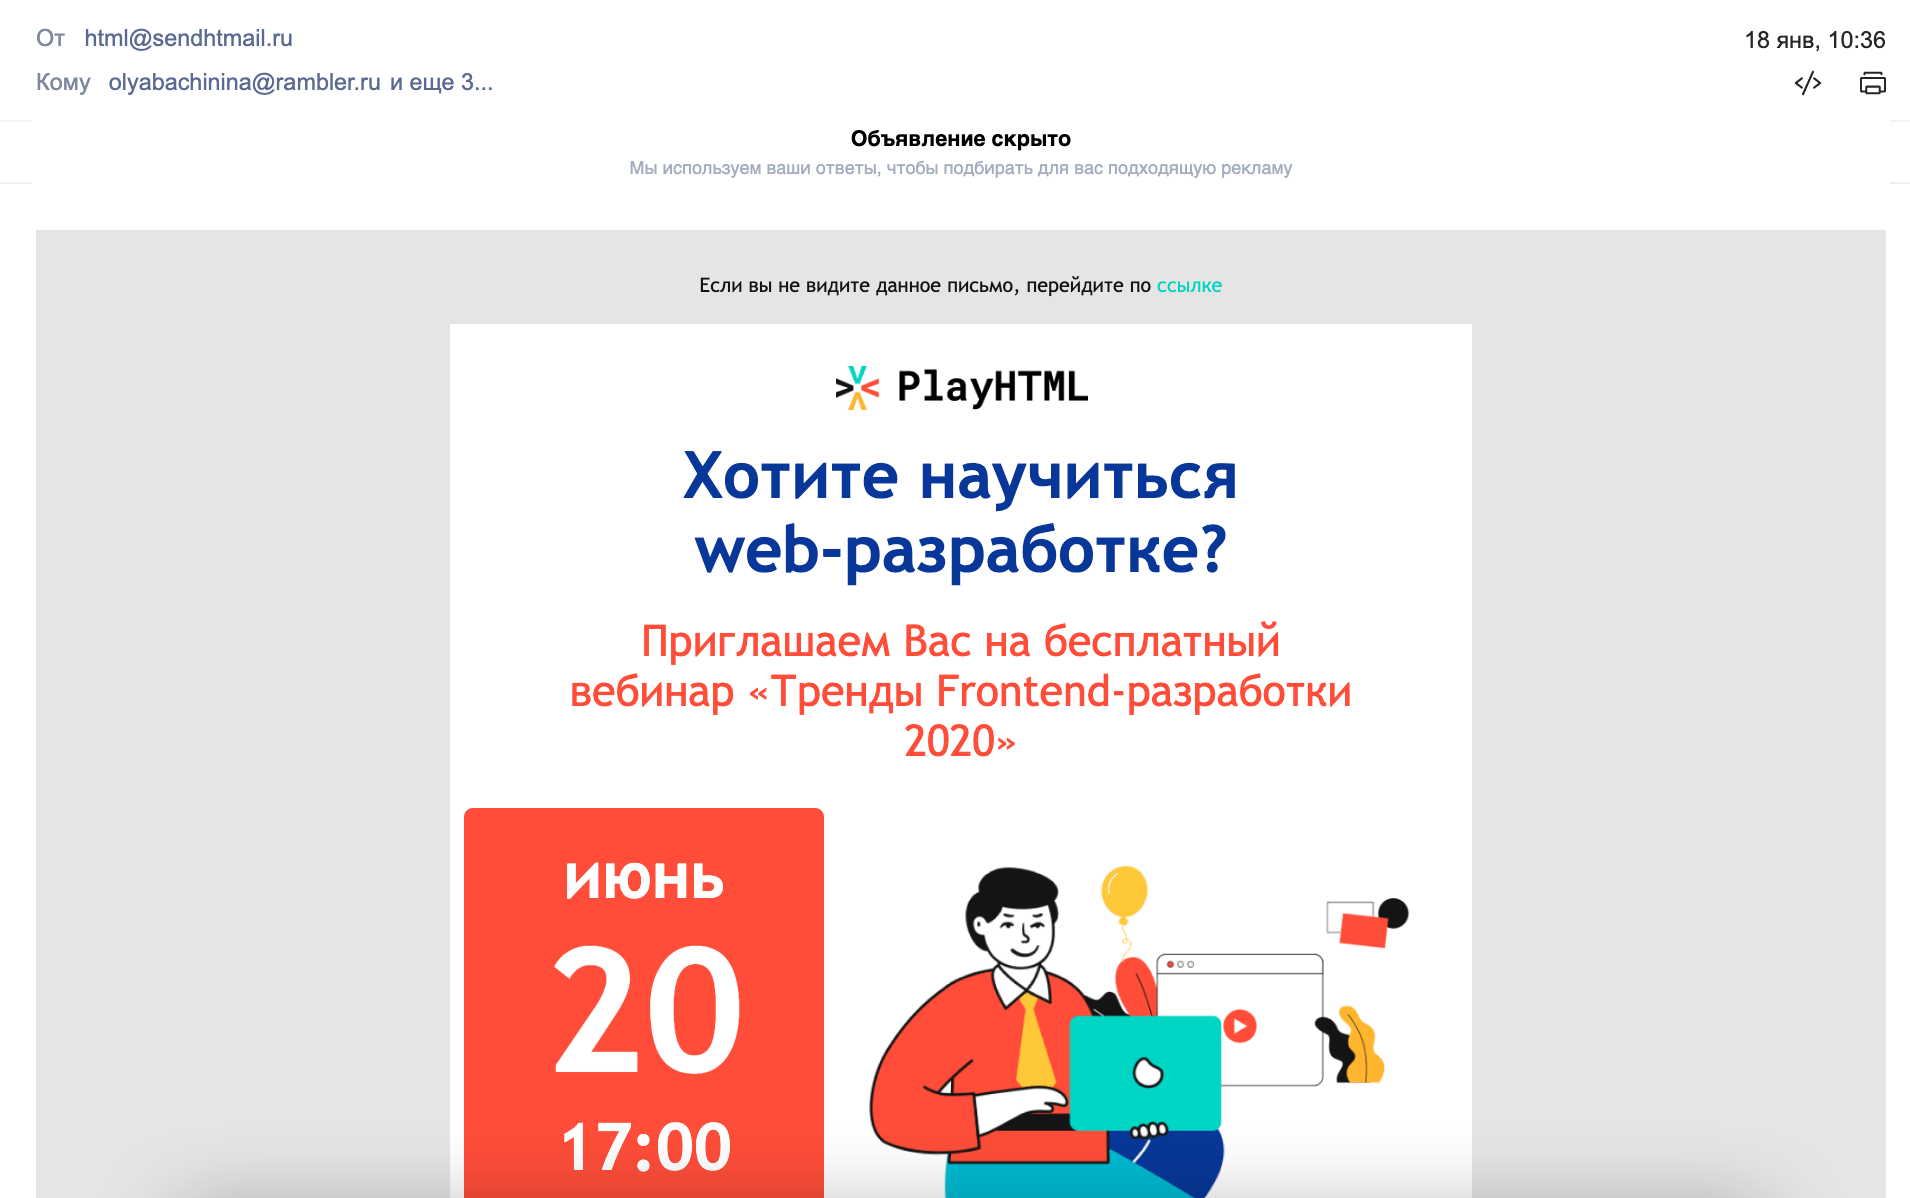 От html@sendhtmail.ru
18 янв, 10:36
Кому olyabachinina@rambler.ru и еще 3...
Объявление скрыто
Мы используем ваши ответы, чтобы подбирать для вас подходящую рекламу
Если вы не видите данное письмо, перейдите по ссылке
PlayHTML
Хотите научиться
web-разработке?
Приглашаем Вас на бесплатный
вебинар «Тренды Frontend-разработки
2020»
июнь
20
17:00